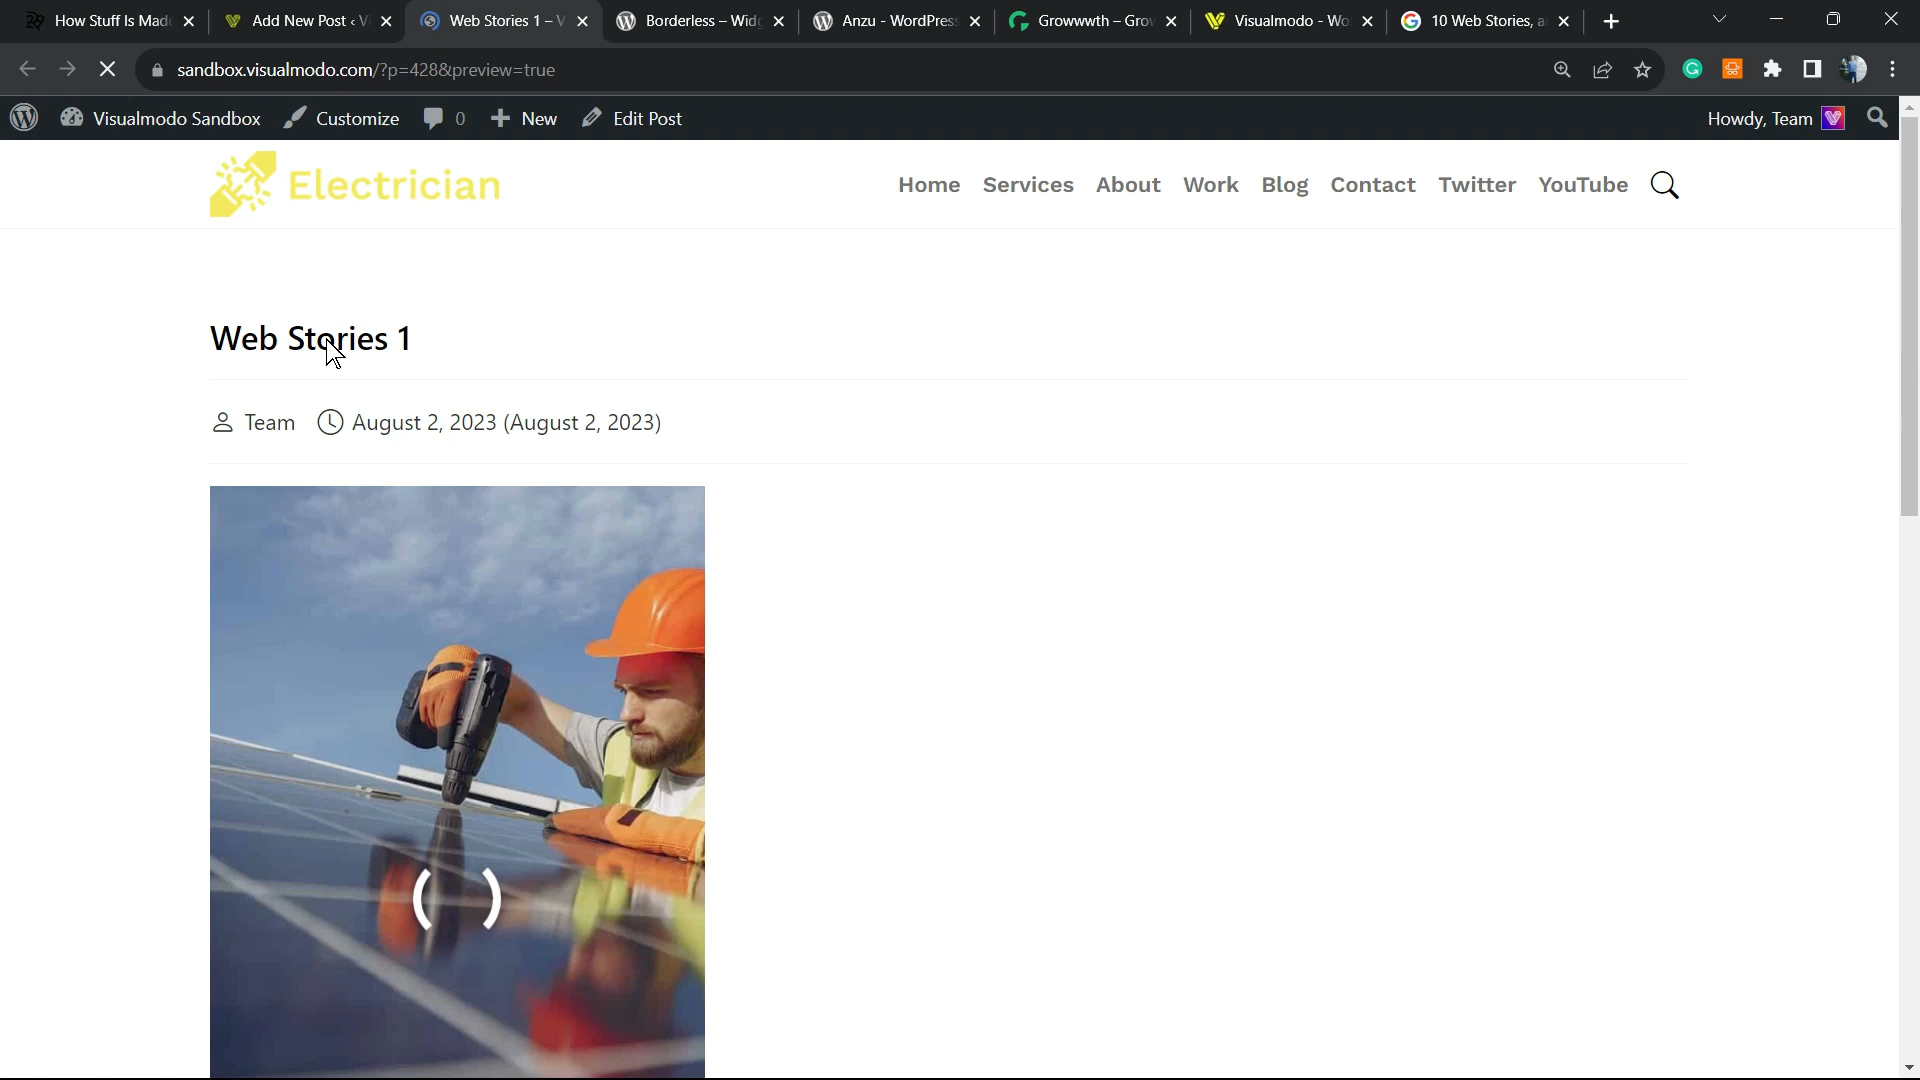 How Stuff Is Mad
Add New Post ‹ V
Web Stories 1 – V
Borderless – Widg
Anzu - WordPress
Growwwth – Grov
Visualmodo - Wo
10 Web Stories, a
sandbox.visualmodo.com/?p=428&preview=true
Visualmodo Sandbox
Customize
0
New
Edit Post
Howdy, Team
Electrician
Home
Services
About
Work
Blog
Contact
Twitter
YouTube
Web Stories 1
Team
August 2, 2023 (August 2, 2023)